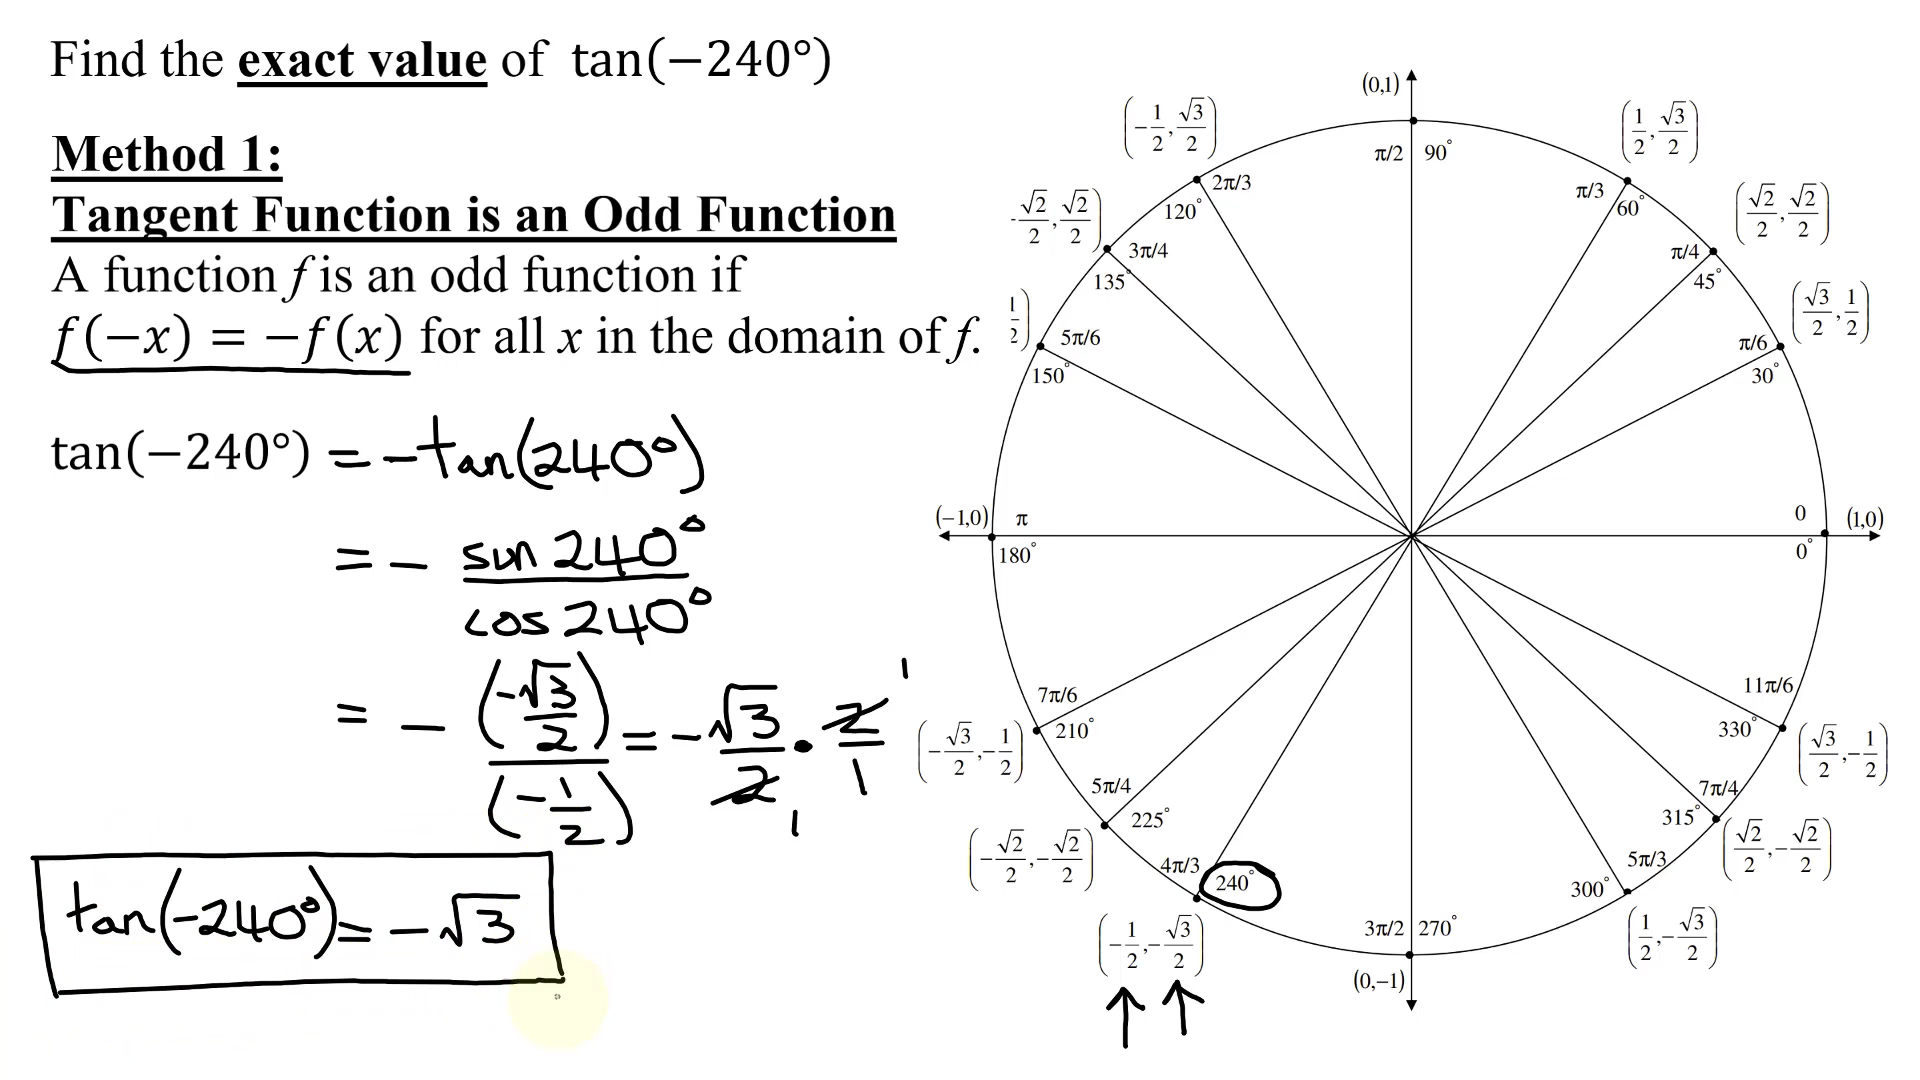 Find the exact value of tan(−240°)
Method 1:
Tangent Function is an Odd Function
A function f is an odd function if
f(−x) = −f(x) for all x in the domain of f.
tan(−240°) = −tan(240°)
= − sin 240° / cos 240°
= − (−√3/2) / (−1/2) = − √3/2 · 2/1
1
1
tan(−240°) = −√3
(0,1)
π/2 90°
(1/2, √3/2)
π/3
60°
(√2/2, √2/2)
π/4
45°
(√3/2, 1/2)
π/6
30°
0
0°
(1,0)
(−1/2, √3/2)
2π/3
120°
-√2/2, √2/2)
3π/4
135°
1/2)
5π/6
150°
(−1,0)
π
180°
7π/6
210°
(−√3/2, −1/2)
5π/4
225°
(−√2/2, −√2/2)
4π/3
240°
(−1/2, −√3/2)
3π/2 270°
(0,−1)
5π/3
300°
(1/2, −√3/2)
7π/4
315°
(√2/2, −√2/2)
11π/6
330°
(√3/2, −1/2)